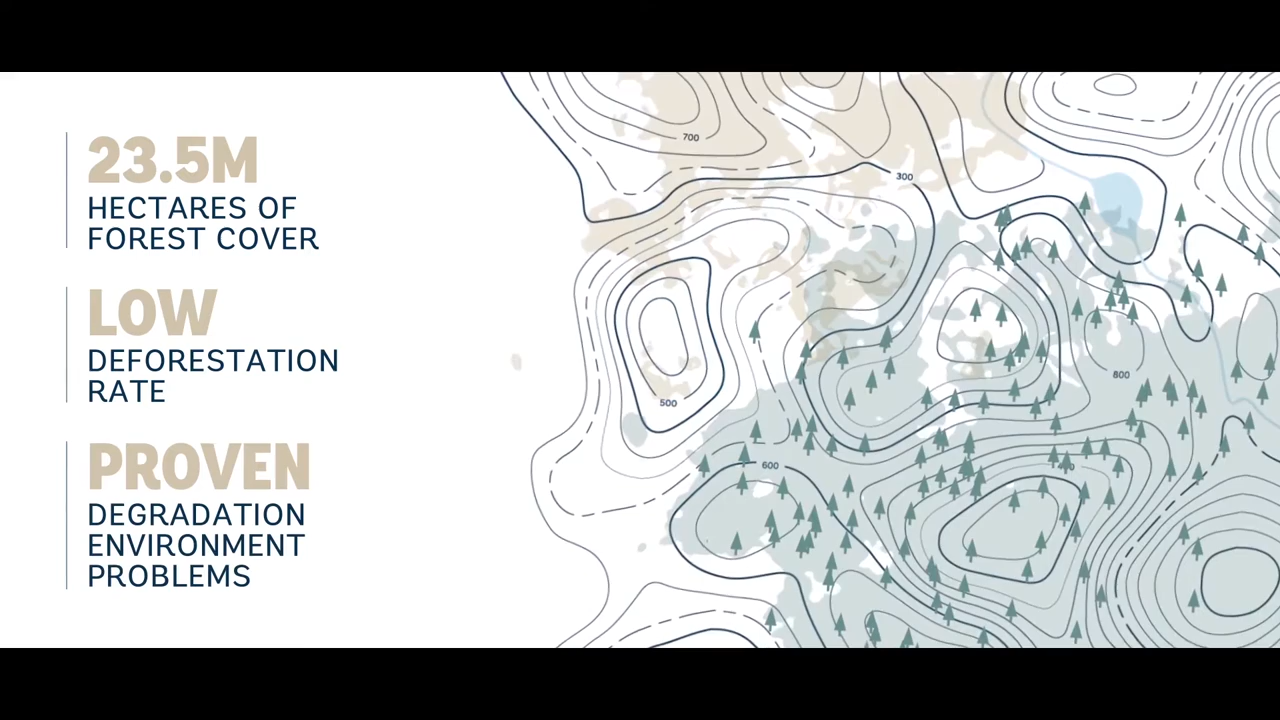 23.5M
HECTARES OF
FOREST COVER
LOW
DEFORESTATION
RATE
PROVEN
DEGRADATION
ENVIRONMENT
PROBLEMS
700
300
500
800
600